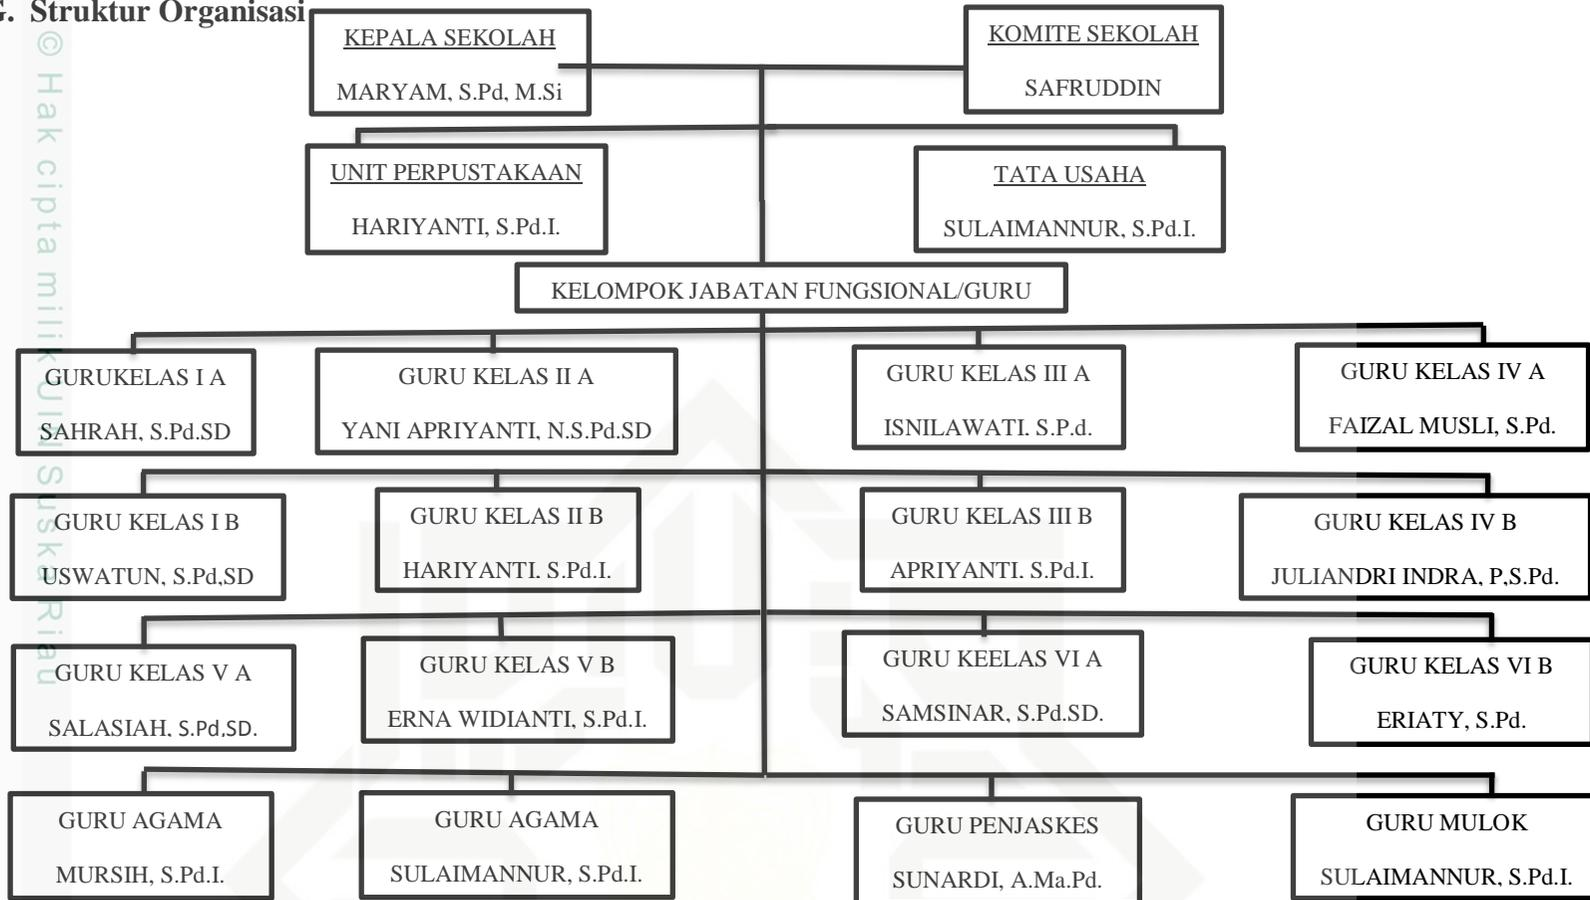 G. Struktur Organisasi
KEPALA SEKOLAH
MARYAM, S.Pd, M.Si
KOMITE SEKOLAH
SAFRUDDIN
UNIT PERPUSTAKAAN
HARIYANTI, S.Pd.I.
TATA USAHA
SULAIMANNUR, S.Pd.I.
KELOMPOK JABATAN FUNGSIONAL/GURU
GURUKELAS I A
SAHRAH, S.Pd.SD
GURU KELAS II A
YANI APRIYANTI, N.S.Pd.SD
GURU KELAS III A
ISNILAWATI. S.P.d.
GURU KELAS IV A
FAIZAL MUSLI, S.Pd.
GURU KELAS I B
USWATUN, S.Pd,SD
GURU KELAS II B
HARIYANTI. S.Pd.I.
GURU KELAS III B
APRIYANTI. S.Pd.I.
GURU KELAS IV B
JULIANDRI INDRA, P,S.Pd.
GURU KELAS V A
SALASIAH, S.Pd,SD.
GURU KELAS V B
ERNA WIDIANTI, S.Pd.I.
GURU KEELAS VI A
SAMSINAR, S.Pd.SD.
GURU KELAS VI B
ERIATY, S.Pd.
GURU AGAMA
MURSIH, S.Pd.I.
GURU AGAMA
SULAIMANNUR, S.Pd.I.
GURU PENJASKES
SUNARDI, A.Ma.Pd.
GURU MULOK
SULAIMANNUR, S.Pd.I.
© Hak cipta milik UIN Suska Riau